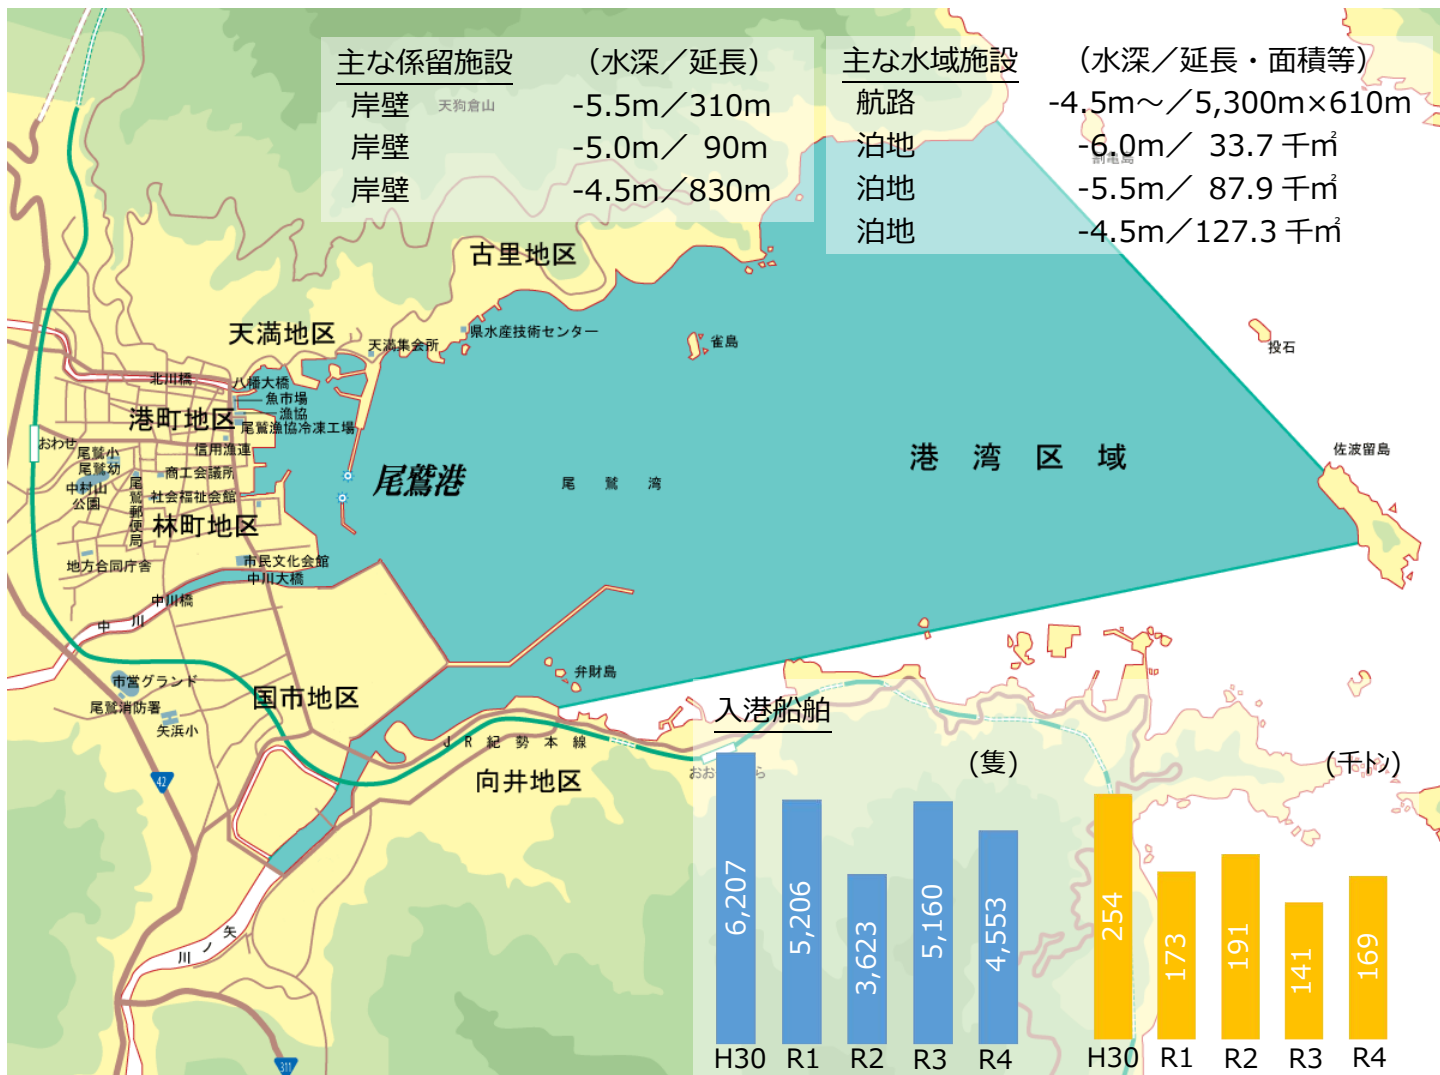 主な係留施設 （水深／延長）
岸壁 -5.5m／310m
岸壁 -5.0m／ 90m
岸壁 -4.5m／830m
主な水域施設 （水深／延長・面積等）
航路 -4.5m～／5,300m×610m
泊地 -6.0m／ 33.7 千㎡
泊地 -5.5m／ 87.9 千㎡
泊地 -4.5m／127.3 千㎡
天狗倉山
割亀島
古里地区
天満地区
天満集会所
県水産技術センター
雀島
投石
北川橋
八幡大橋
魚市場
漁協
尾鷲漁協冷凍工場
港町地区
信用漁連
おわせ
尾鷲小
尾鷲幼
商工会議所
中村山
公園
尾鷲郵便局
社会福祉会館
林町地区
尾鷲港
尾鷲湾
港湾区域
佐波留島
地方合同庁舎
市民文化会館
中川大橋
中川橋
中川
市営グランド
尾鷲消防署
矢浜小
国市地区
弁財島
JR紀勢本線
向井地区
42
矢ノ川
311
入港船舶
(隻)
6,207
5,206
3,623
5,160
4,553
H30 R1 R2 R3 R4
(千㌧)
254
173
191
141
169
H30 R1 R2 R3 R4